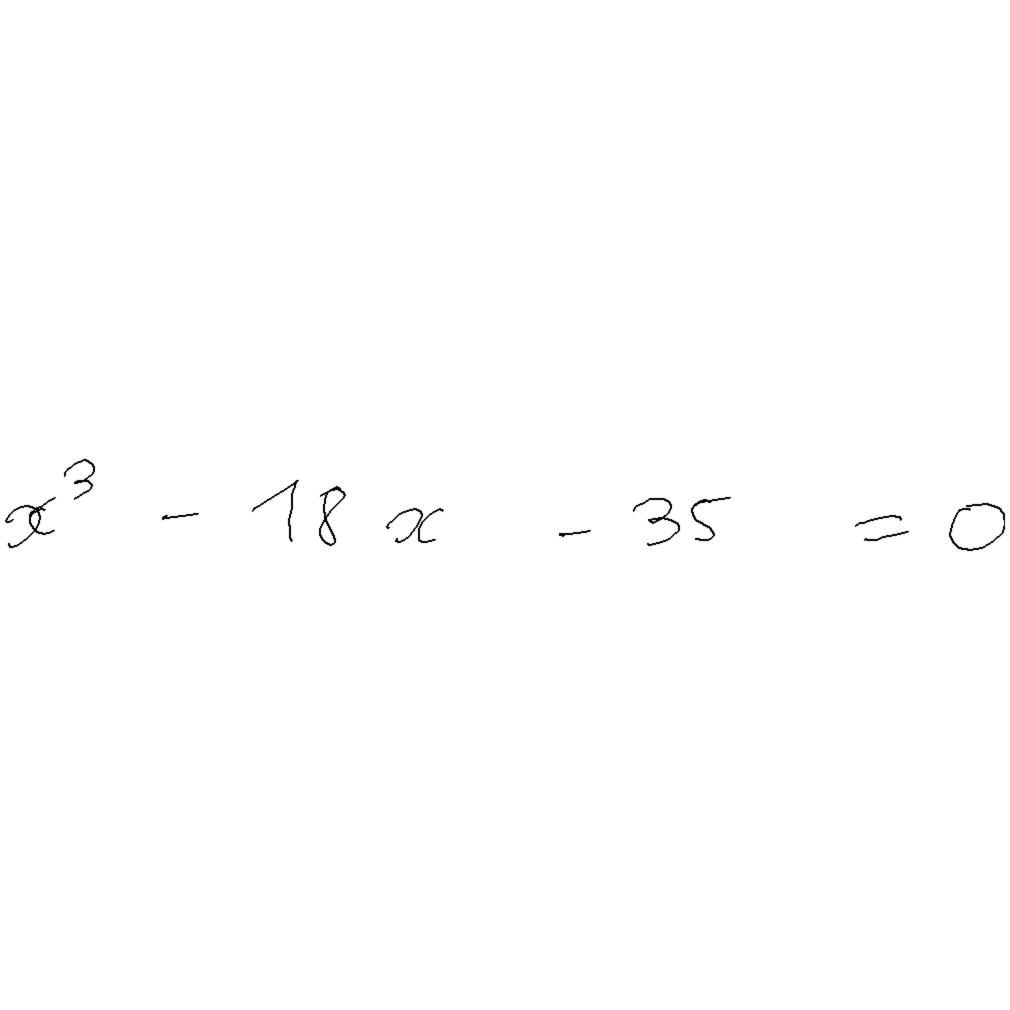 x³ - 18x - 35 = 0